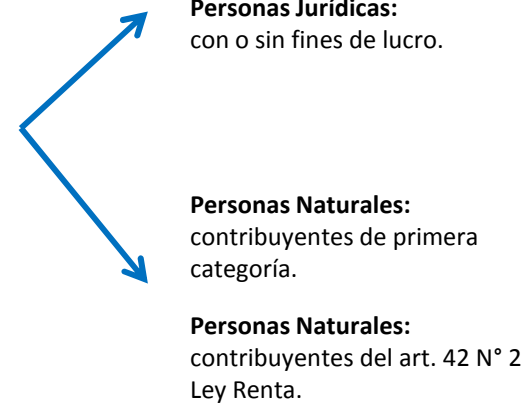 Personas Jurídicas:
con o sin fines de lucro.
Personas Naturales:
contribuyentes de primera
categoría.
Personas Naturales:
contribuyentes del art. 42 N° 2
Ley Renta.